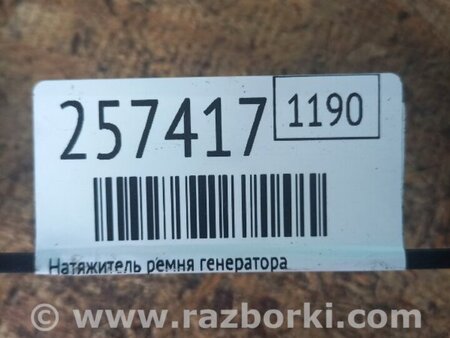 257417 1190
Натяжитель ремня генератора
www.razborki.com